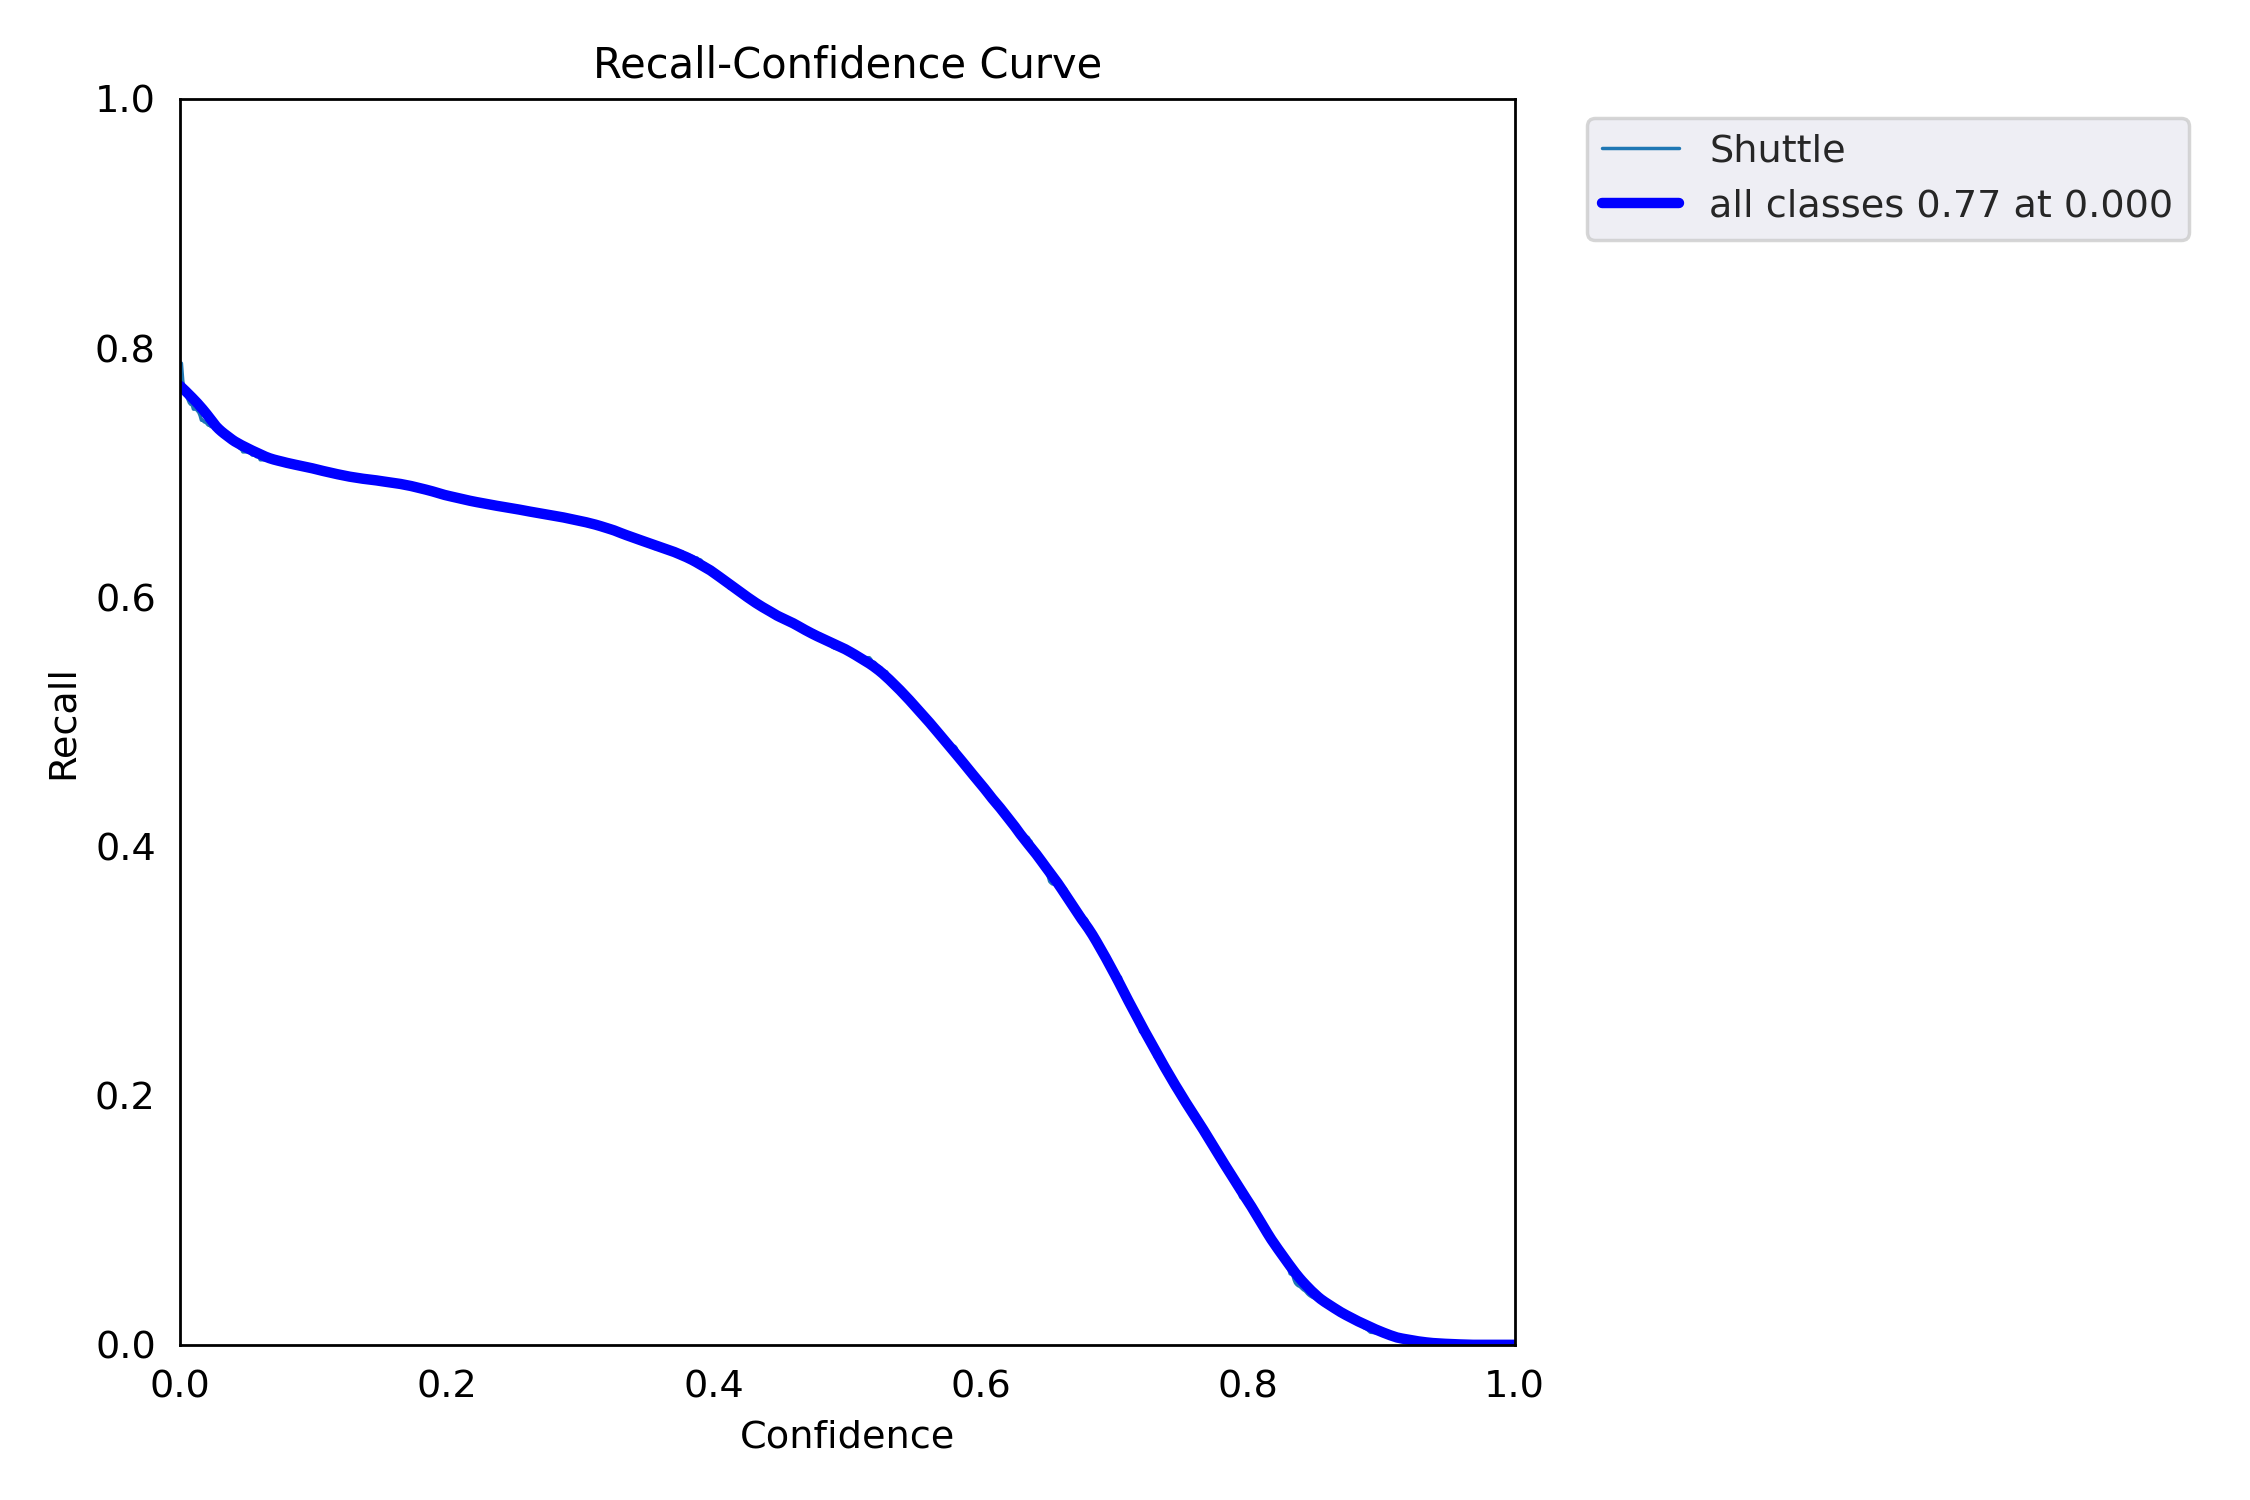 Recall-Confidence Curve
1.0
0.8
0.6
0.4
0.2
0.0
Recall
0.0 0.2 0.4 0.6 0.8 1.0
Confidence
Shuttle
all classes 0.77 at 0.000